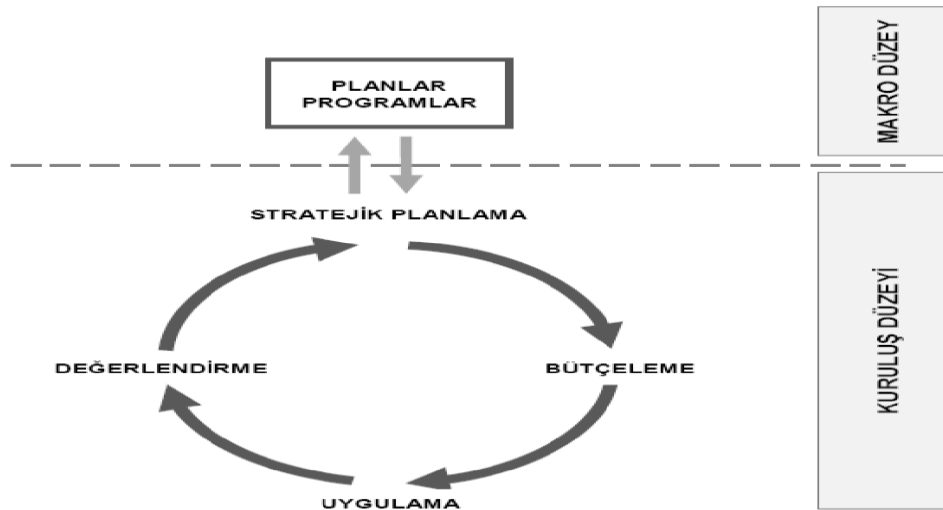 PLANLAR
PROGRAMLAR
MAKRO DÜZEY
STRATEJİK PLANLAMA
DEĞERLENDİRME
BÜTÇELEME
UYGULAMA
KURULUŞ DÜZEYİ